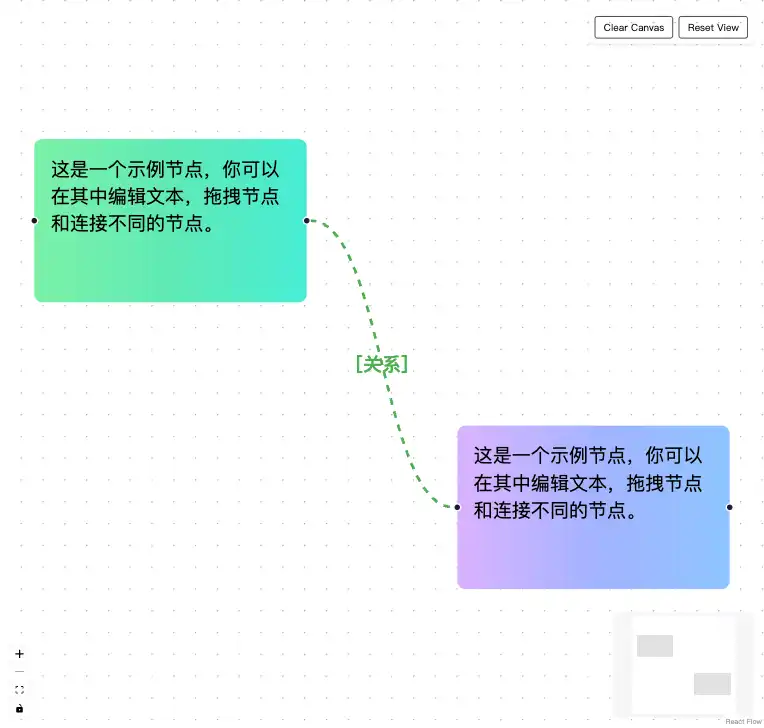 Clear Canvas
Reset View
这是一个示例节点，你可以
在其中编辑文本，拖拽节点
和连接不同的节点。
[关系]
这是一个示例节点，你可以
在其中编辑文本，拖拽节点
和连接不同的节点。
React Flow